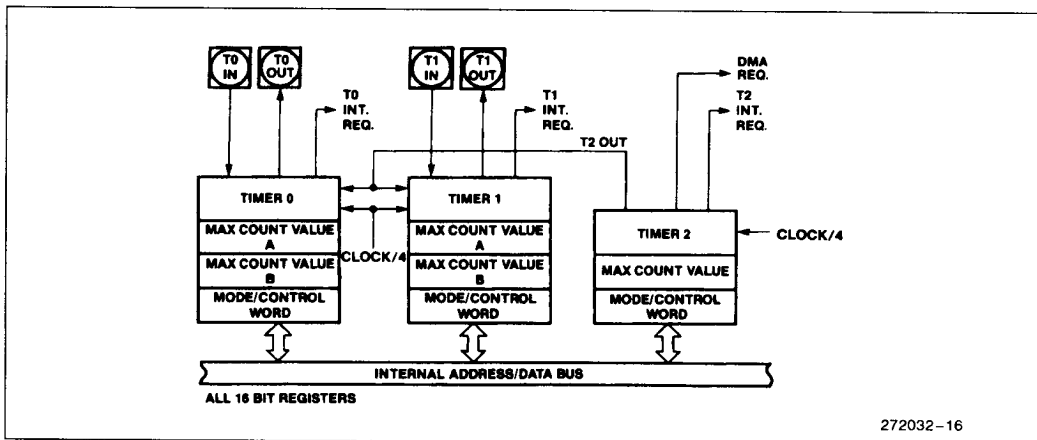 T0
IN
T0
OUT
T1
IN
T1
OUT
T0
INT.
REQ.
T1
INT.
REQ.
DMA
REQ.
T2
INT.
REQ.
T2 OUT
TIMER 0
MAX COUNT VALUE
A
MAX COUNT VALUE
B
MODE/CONTROL
WORD
CLOCK/4
TIMER 1
MAX COUNT VALUE
A
MAX COUNT VALUE
B
MODE/CONTROL
WORD
TIMER 2
MAX COUNT VALUE
MODE/CONTROL
WORD
CLOCK/4
INTERNAL ADDRESS/DATA BUS
ALL 16 BIT REGISTERS
272032–16